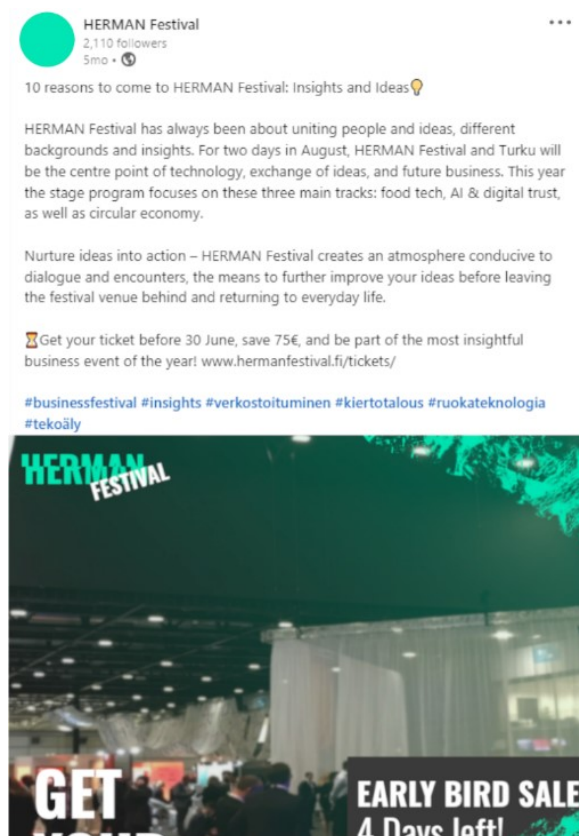 HERMAN Festival
2,110 followers
5mo •
10 reasons to come to HERMAN Festival: Insights and Ideas💡
HERMAN Festival has always been about uniting people and ideas, different
backgrounds and insights. For two days in August, HERMAN Festival and Turku will
be the centre point of technology, exchange of ideas, and future business. This year
the stage program focuses on these three main tracks: food tech, AI & digital trust,
as well as circular economy.
Nurture ideas into action – HERMAN Festival creates an atmosphere conducive to
dialogue and encounters, the means to further improve your ideas before leaving
the festival venue behind and returning to everyday life.
⌛Get your ticket before 30 June, save 75€, and be part of the most insightful
business event of the year! www.hermanfestival.fi/tickets/
#businessfestival #insights #verkostoituminen #kiertotalous #ruokateknologia
#tekoäly
HERMAN
FESTIVAL
GET
YOUR
EARLY BIRD SALE
4 Days left!